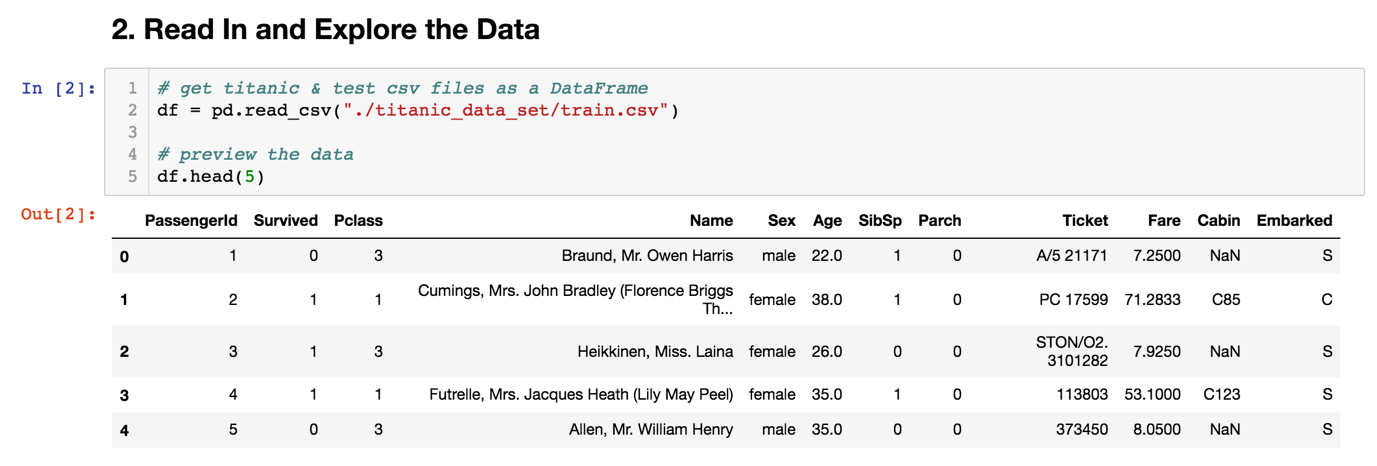 2. Read In and Explore the Data
In [2]:
1 # get titanic & test csv files as a DataFrame
2 df = pd.read_csv("./titanic_data_set/train.csv")
3
4 # preview the data
5 df.head(5)
Out[2]:
PassengerId Survived Pclass Name Sex Age SibSp Parch Ticket Fare Cabin Embarked
0 1 0 3 Braund, Mr. Owen Harris male 22.0 1 0 A/5 21171 7.2500 NaN S
Cumings, Mrs. John Bradley (Florence Briggs
1 2 1 1 female 38.0 1 0 PC 17599 71.2833 C85 C
Th...
STON/O2.
2 3 1 3 Heikkinen, Miss. Laina female 26.0 0 0 7.9250 NaN S
3101282
3 4 1 1 Futrelle, Mrs. Jacques Heath (Lily May Peel) female 35.0 1 0 113803 53.1000 C123 S
4 5 0 3 Allen, Mr. William Henry male 35.0 0 0 373450 8.0500 NaN S